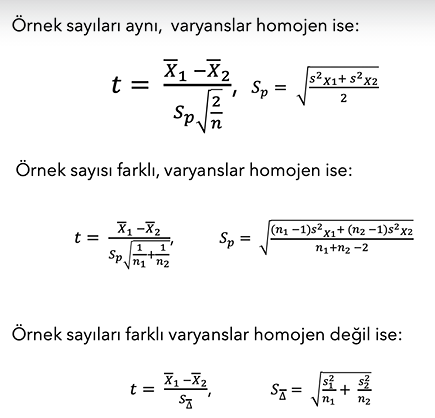 Örnek sayıları aynı, varyanslar homojen ise:
t = (X̅₁ –X̅₂) / (Sₚ√(2/n)), Sₚ = √((s²ₓ₁+ s²ₓ₂) / 2)
Örnek sayısı farklı, varyanslar homojen ise:
t = (X̅₁ –X̅₂) / (Sₚ√(1/n₁ + 1/n₂)), Sₚ = √(((n₁ –1)s²ₓ₁+ (n₂ –1)s²ₓ₂) / (n₁+n₂ –2))
Örnek sayıları farklı varyanslar homojen değil ise:
t = (X̅₁ –X̅₂) / S_Δ̅, S_Δ̅ = √(s₁²/n₁ + s₂²/n₂)